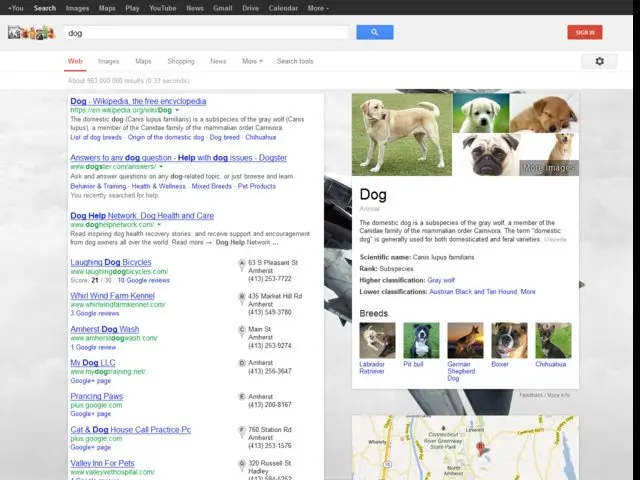 +You Search Images Maps Play YouTube News Gmail Drive Calendar More
dog
SIGN IN
Web Images Maps Shopping News More Search tools
About 963,000,000 results (0.33 seconds)
Dog - Wikipedia, the free encyclopedia
https://en.wikipedia.org/wiki/Dog
The domestic dog (Canis lupus familiaris) is a subspecies of the gray wolf (Canis
lupus), a member of the Canidae family of the mammalian order Carnivora
List of dog breeds - Origin of the domestic dog - Dog breed - Chihuahua
Answers to any dog question - Help with dog issues - Dogster
www.dogster.com/answers/
Ask and answer questions on any dog-related topic, or just browse and learn.
Behavior & Training - Health & Wellness - Mixed Breeds - Pet Products
You recently searched for help.
Dog Help Network: Dog Health and Care
www.doghelpnetwork.com/
Read inspiring dog health recovery stories, and receive support and encouragement
from dog owners all over the world. Read more → Dog Help Network ...
Laughing Dog Bicycles
www.laughingdogbicycles.com/
Score: 21 / 30 10 Google reviews
A 63 S Pleasant St
Amherst
(413) 253-7722
Whirl Wind Farm Kennel
www.whirlwindfarmkennel.com/
3 Google reviews
B 435 Market Hill Rd
Amherst
(413) 549-3780
Amherst Dog Wash
www.amherstdogwash.com/
1 Google review
C Main St
Amherst
(413) 253-9274
My Dog LLC
www.mydogtraining.net/
Google+ page
D Amherst
(413) 256-3647
Prancing Paws
plus.google.com
Google+ page
E Amherst
(413) 200-8167
Cat & Dog House Call Practice Pc
plus.google.com
Google+ page
F 760 Station Rd
Amherst
(413) 253-1576
Valley Inn For Pets
www.valleyvethospital.com/
G 320 Russell St
Hadley
(413) 584-5252
More images
Dog
Animal
The domestic dog is a subspecies of the gray wolf, a member of the
Canidae family of the mammalian order Carnivora. The term "domestic
dog" is generally used for both domesticated and feral varieties. Wikipedia
Scientific name: Canis lupus familiaris
Rank: Subspecies
Higher classification: Gray wolf
Lower classifications: Austrian Black and Tan Hound, More
Breeds
Labrador
Retriever
Pit bull
German
Shepherd
Dog
Boxer
Chihuahua
Feedback / More info
Whately
Connecticut
River Greenway
State Park
Leverett
North
Amherst